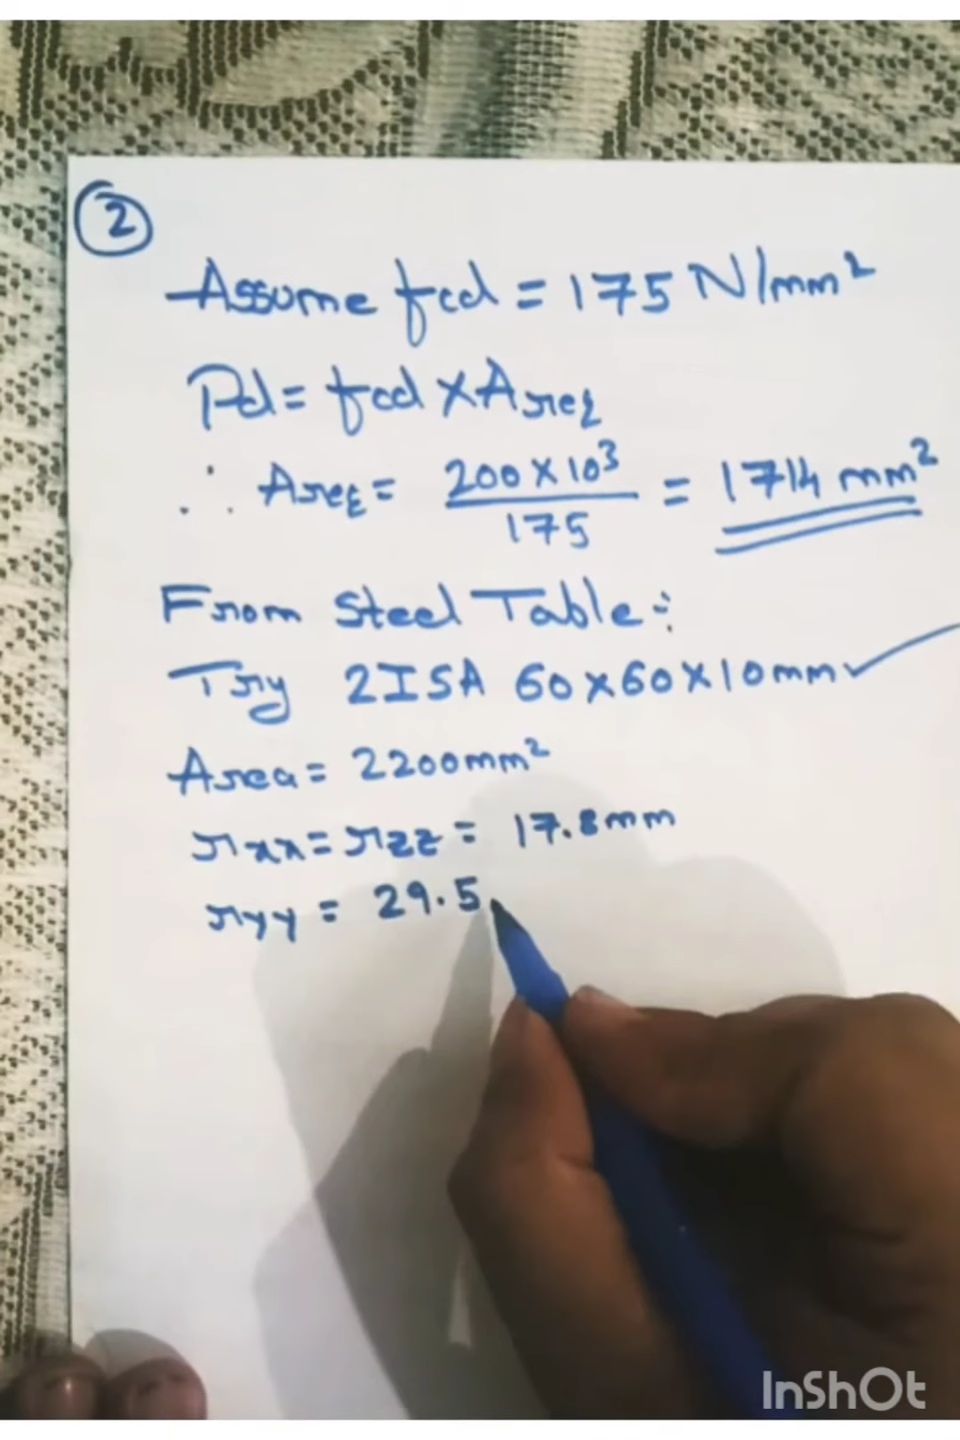 2
Assume fcd = 175 N/mm²
Pd = fcd × Areq
∴ Areq = 200×10³/175 = 1714 mm²
From Steel Table:
Try 2ISA 60×60×10mm ✓
Area = 2200mm²
rxx = rzz = 17.8mm
ryy = 29.5
InShOt